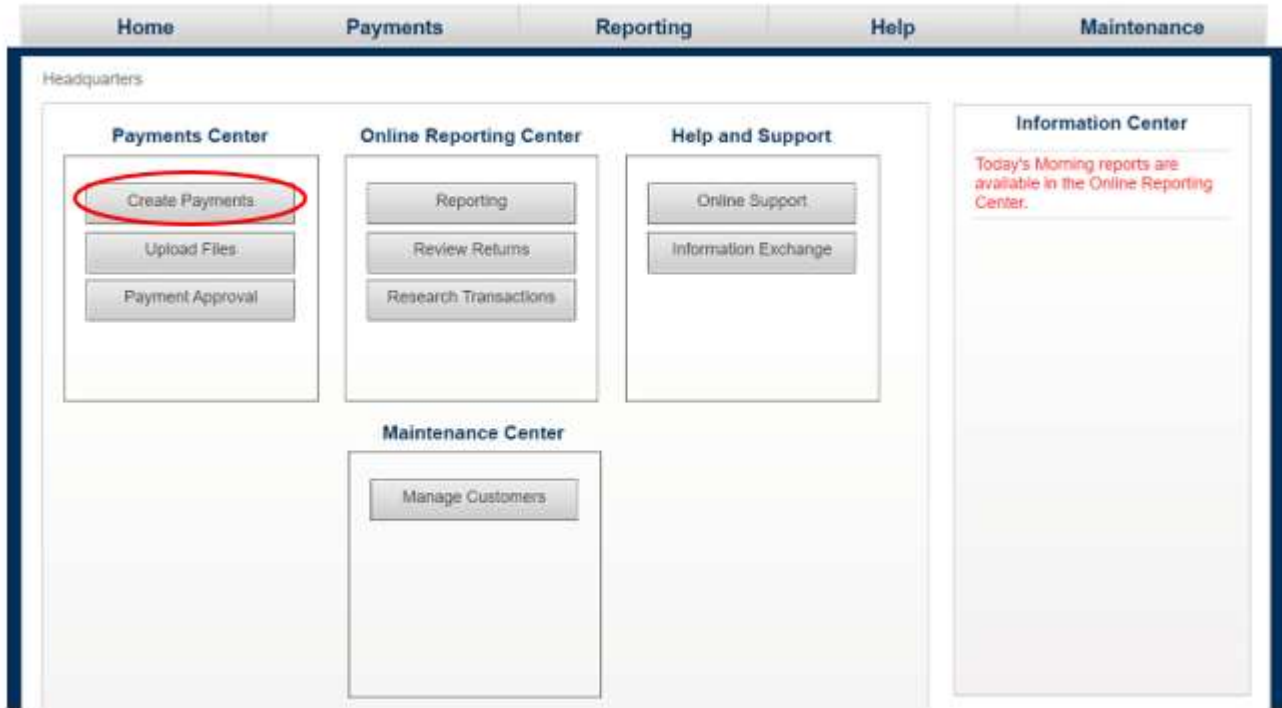 Home Payments Reporting Help Maintenance
Headquarters
Payments Center
Create Payments
Upload Files
Payment Approval
Online Reporting Center
Reporting
Review Returns
Research Transactions
Help and Support
Online Support
Information Exchange
Maintenance Center
Manage Customers
Information Center
Today's Morning reports are
available in the Online Reporting
Center.